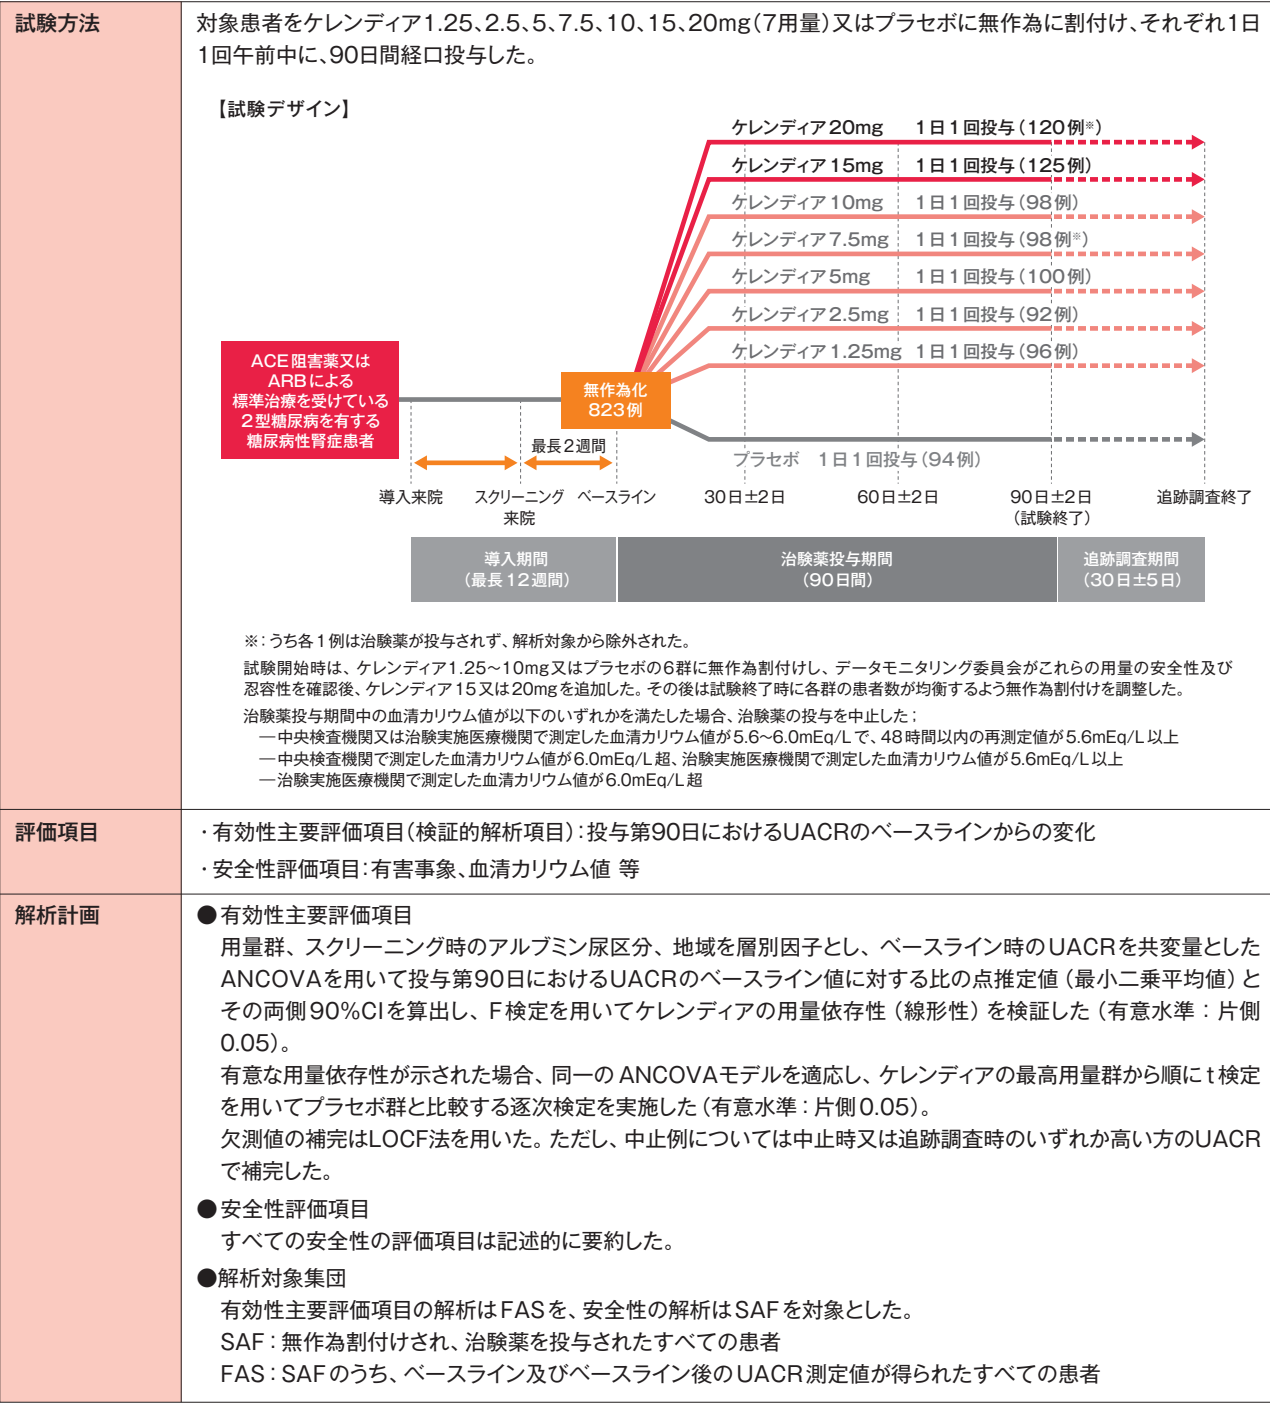 試験方法
対象患者をケレンディア1.25、2.5、5、7.5、10、15、20mg（7用量）又はプラセボに無作為に割付け、それぞれ1日
1回午前中に、90日間経口投与した。
【試験デザイン】
ケレンディア20mg 1日1回投与（120例※）
ケレンディア15mg 1日1回投与（125例）
ケレンディア10mg 1日1回投与（98例）
ケレンディア7.5mg 1日1回投与（98例※）
ケレンディア5mg 1日1回投与（100例）
ケレンディア2.5mg 1日1回投与（92例）
ケレンディア1.25mg 1日1回投与（96例）
ACE阻害薬又は
ARBによる
標準治療を受けている
2型糖尿病を有する
糖尿病性腎症患者
無作為化
823例
最長2週間
プラセボ 1日1回投与（94例）
導入来院
スクリーニング
来院
ベースライン
30日±2日
60日±2日
90日±2日
（試験終了）
追跡調査終了
導入期間
（最長12週間）
治験薬投与期間
（90日間）
追跡調査期間
（30日±5日）
※：うち各1例は治験薬が投与されず、解析対象から除外された。
試験開始時は、ケレンディア1.25～10mg又はプラセボの6群に無作為割付けし、データモニタリング委員会がこれらの用量の安全性及び
忍容性を確認後、ケレンディア15又は20mgを追加した。その後は試験終了時に各群の患者数が均衡するよう無作為割付けを調整した。
治験薬投与期間中の血清カリウム値が以下のいずれかを満たした場合、治験薬の投与を中止した；
―中央検査機関又は治験実施医療機関で測定した血清カリウム値が5.6～6.0mEq/Lで、48時間以内の再測定値が5.6mEq/L以上
―中央検査機関で測定した血清カリウム値が6.0mEq/L超、治験実施医療機関で測定した血清カリウム値が5.6mEq/L以上
―治験実施医療機関で測定した血清カリウム値が6.0mEq/L超
評価項目
・有効性主要評価項目（検証的解析項目）：投与第90日におけるUACRのベースラインからの変化
・安全性評価項目：有害事象、血清カリウム値 等
解析計画
●有効性主要評価項目
用量群、スクリーニング時のアルブミン尿区分、地域を層別因子とし、ベースライン時のUACRを共変量とした
ANCOVAを用いて投与第90日におけるUACRのベースライン値に対する比の点推定値（最小二乗平均値）と
その両側90%CIを算出し、F検定を用いてケレンディアの用量依存性（線形性）を検証した（有意水準：片側
0.05）。
有意な用量依存性が示された場合、同一のANCOVAモデルを適応し、ケレンディアの最高用量群から順にt検定
を用いてプラセボ群と比較する逐次検定を実施した（有意水準：片側0.05）。
欠測値の補完はLOCF法を用いた。ただし、中止例については中止時又は追跡調査時のいずれか高い方のUACR
で補完した。
●安全性評価項目
すべての安全性の評価項目は記述的に要約した。
●解析対象集団
有効性主要評価項目の解析はFASを、安全性の解析はSAFを対象とした。
SAF：無作為割付けされ、治験薬を投与されたすべての患者
FAS：SAFのうち、ベースライン及びベースライン後のUACR測定値が得られたすべての患者